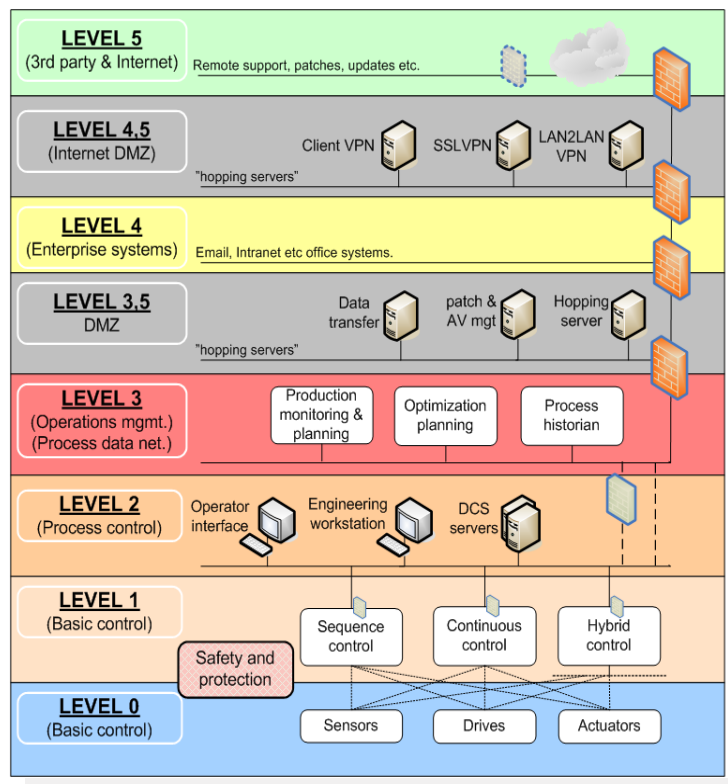 LEVEL 5
(3rd party & Internet)
Remote support, patches, updates etc.
LEVEL 4,5
(Internet DMZ)
Client VPN
SSLVPN
LAN2LAN
VPN
"hopping servers"
LEVEL 4
(Enterprise systems)
Email, Intranet etc office systems.
LEVEL 3,5
DMZ
Data
transfer
patch &
AV mgt
Hopping
server
"hopping servers"
LEVEL 3
(Operations mgmt.)
(Process data net.)
Production
monitoring &
planning
Optimization
planning
Process
historian
LEVEL 2
(Process control)
Operator
interface
Engineering
workstation
DCS
servers
LEVEL 1
(Basic control)
Sequence
control
Continuous
control
Hybrid
control
Safety and
protection
LEVEL 0
(Basic control)
Sensors
Drives
Actuators